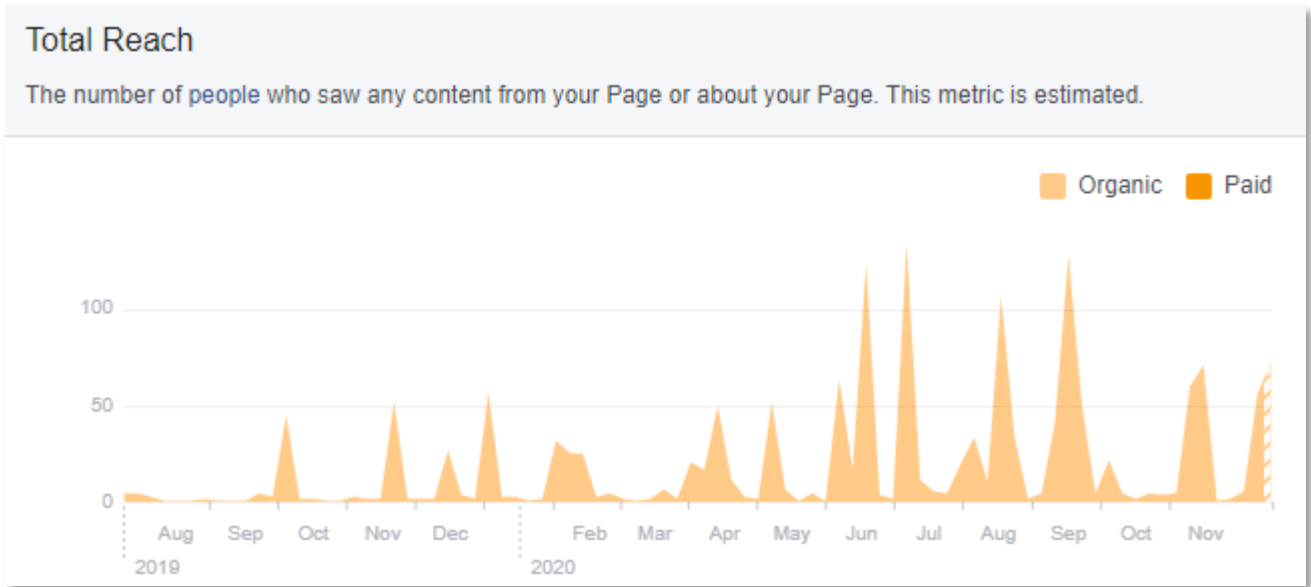 Total Reach
The number of people who saw any content from your Page or about your Page. This metric is estimated.
Organic Paid
100
50
0
Aug Sep Oct Nov Dec Feb Mar Apr May Jun Jul Aug Sep Oct Nov
2019 2020